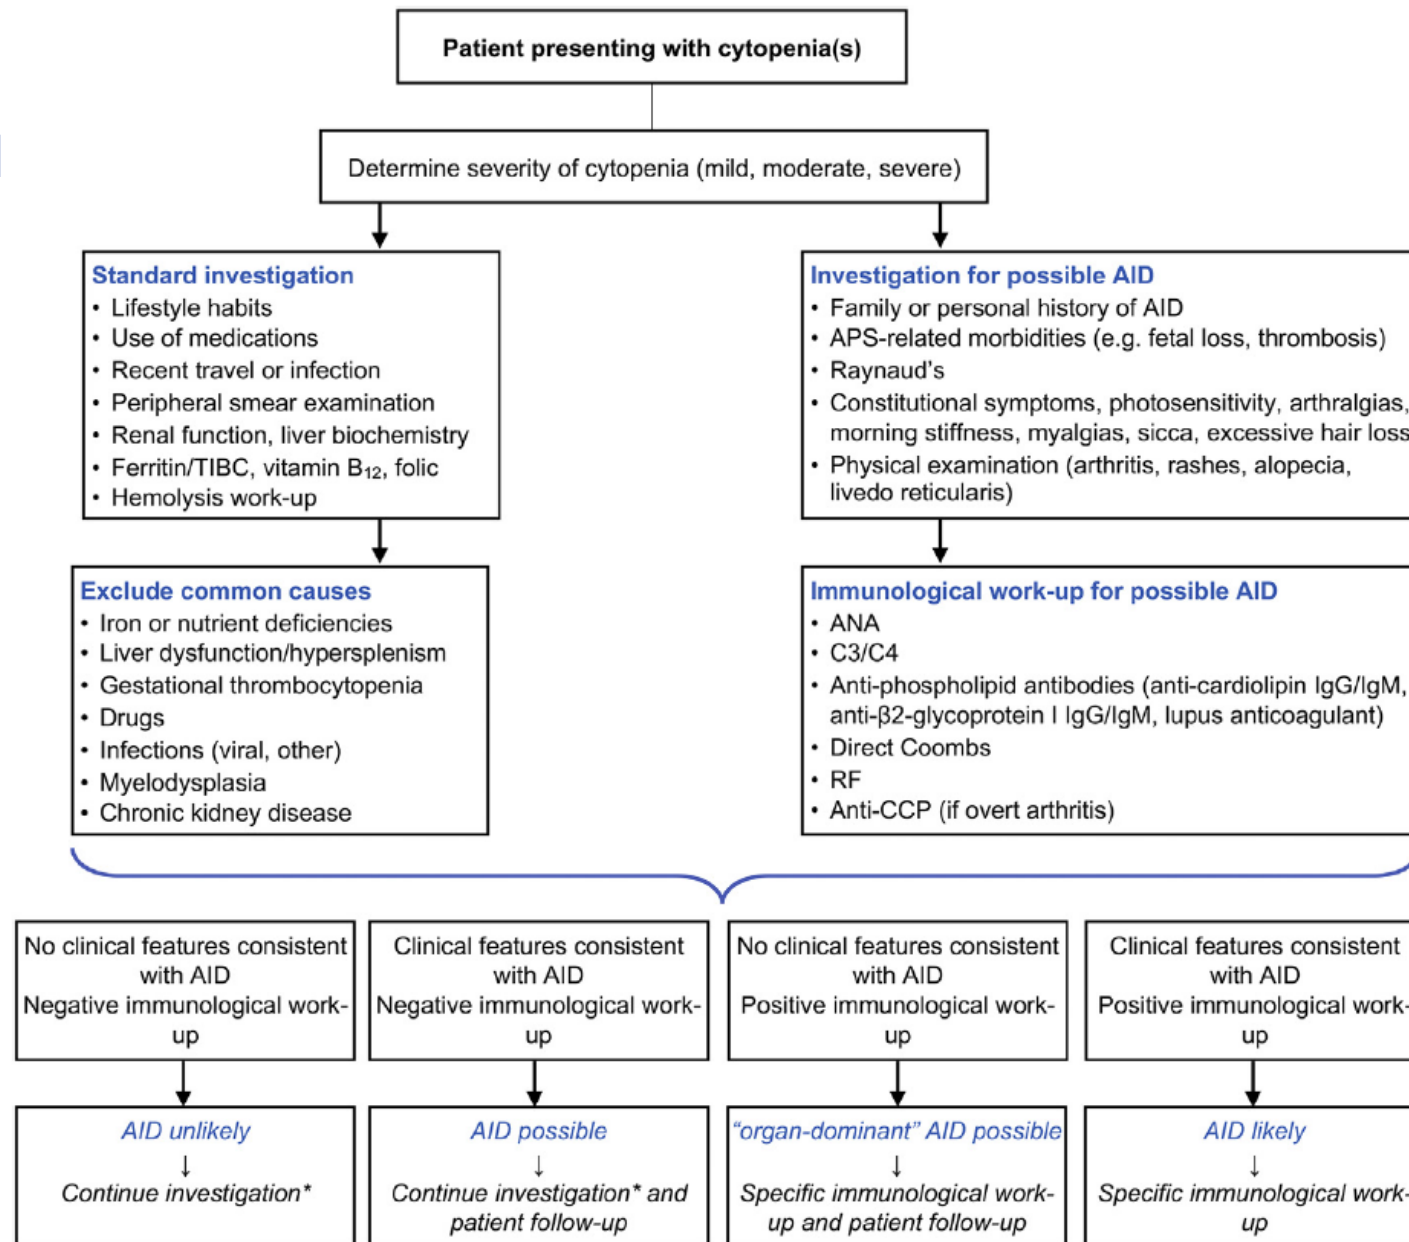 Patient presenting with cytopenia(s)
Determine severity of cytopenia (mild, moderate, severe)
Standard investigation
• Lifestyle habits
• Use of medications
• Recent travel or infection
• Peripheral smear examination
• Renal function, liver biochemistry
• Ferritin/TIBC, vitamin B₁₂, folic
• Hemolysis work-up
Investigation for possible AID
• Family or personal history of AID
• APS-related morbidities (e.g. fetal loss, thrombosis)
• Raynaud's
• Constitutional symptoms, photosensitivity, arthralgias,
morning stiffness, myalgias, sicca, excessive hair loss
• Physical examination (arthritis, rashes, alopecia,
livedo reticularis)
Exclude common causes
• Iron or nutrient deficiencies
• Liver dysfunction/hypersplenism
• Gestational thrombocytopenia
• Drugs
• Infections (viral, other)
• Myelodysplasia
• Chronic kidney disease
Immunological work-up for possible AID
• ANA
• C3/C4
• Anti-phospholipid antibodies (anti-cardiolipin IgG/IgM,
anti-β2-glycoprotein I IgG/IgM, lupus anticoagulant)
• Direct Coombs
• RF
• Anti-CCP (if overt arthritis)
No clinical features consistent
with AID
Negative immunological work-
up
Clinical features consistent
with AID
Negative immunological work-
up
No clinical features consistent
with AID
Positive immunological work-
up
Clinical features consistent
with AID
Positive immunological work-
up
AID unlikely
↓
Continue investigation*
AID possible
↓
Continue investigation* and
patient follow-up
"organ-dominant" AID possible
↓
Specific immunological work-
up and patient follow-up
AID likely
↓
Specific immunological work-
up